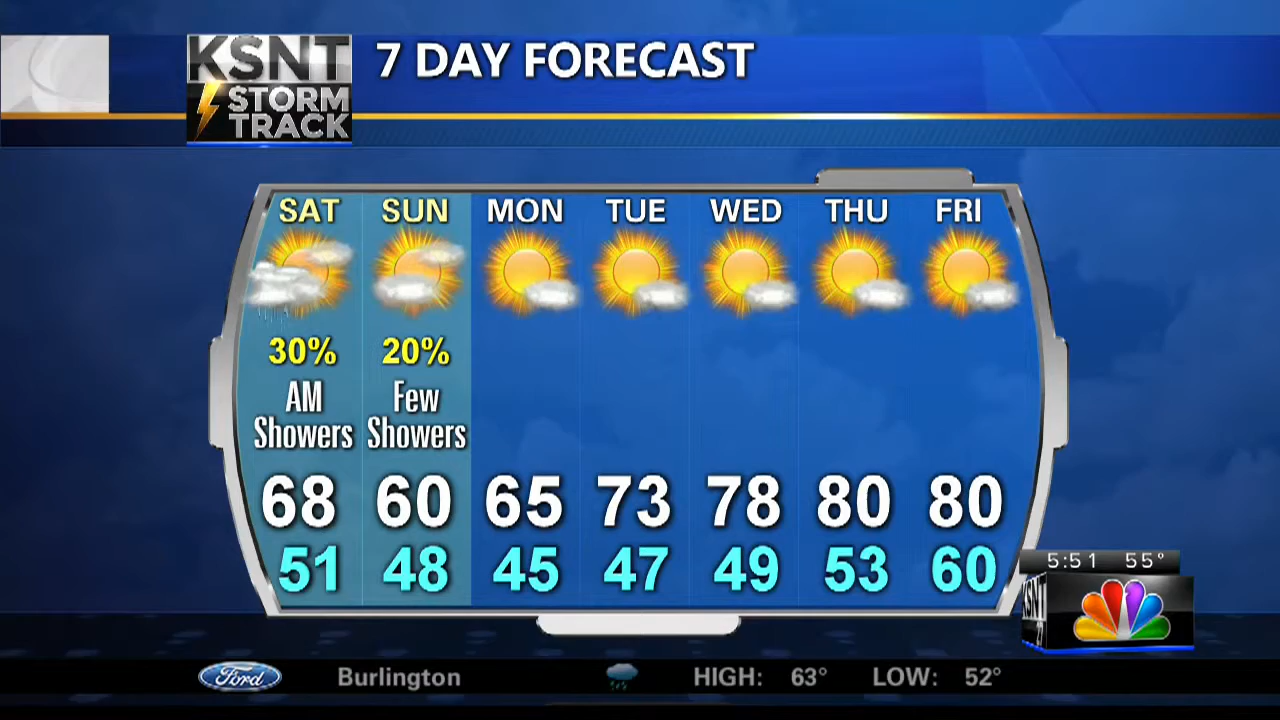 KSNT
STORM
TRACK
7 DAY FORECAST
SAT SUN MON TUE WED THU FRI
30% 20%
AM Few
Showers Showers
68 60 65 73 78 80 80
51 48 45 47 49 53 60
5:51 55°
KSNT
27
Ford Burlington HIGH: 63° LOW: 52°